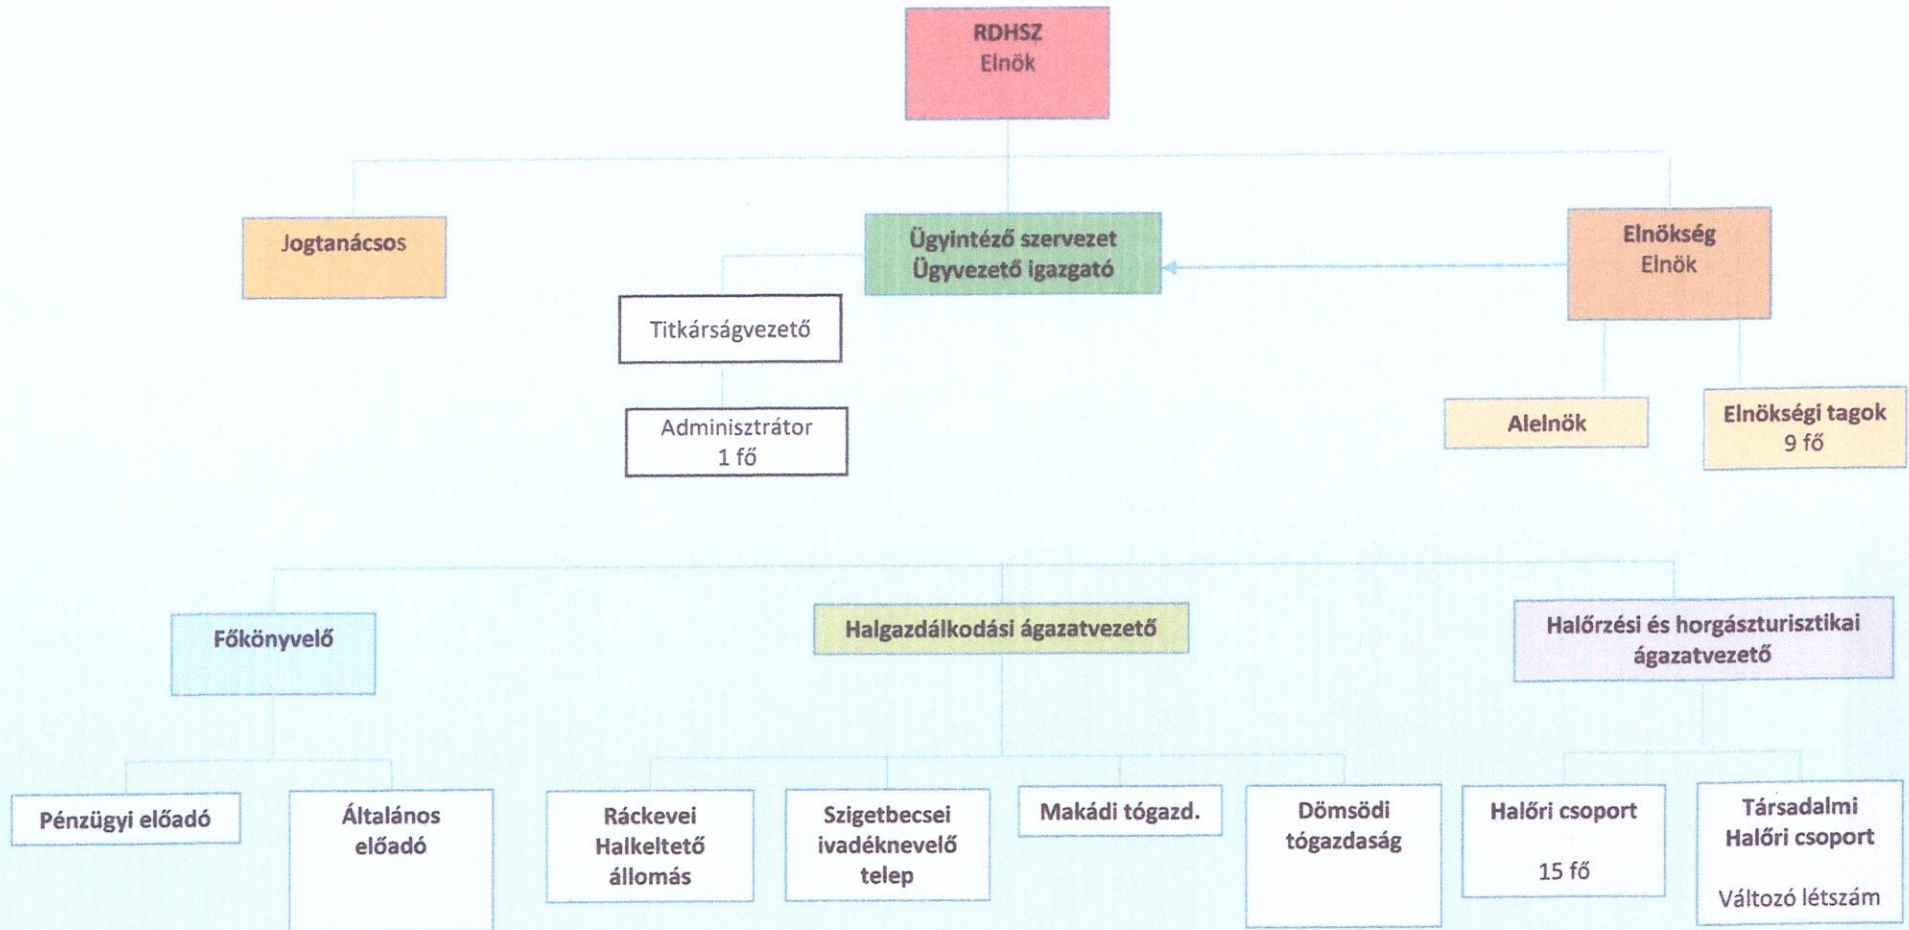 RDHSZ
Elnök
Jogtanácsos
Ügyintéző szervezet
Ügyvezető igazgató
Elnökség
Elnök
Titkárságvezető
Adminisztrátor
1 fő
Alelnök
Elnökségi tagok
9 fő
Főkönyvelő
Halgazdálkodási ágazatvezető
Halőrzési és horgászturisztikai
ágazatvezető
Pénzügyi előadó
Általános
előadó
Ráckevei
Halkeltető
állomás
Szigetbecsei
ivadéknevelő
telep
Makádi tógazd.
Dömsödi
tógazdaság
Halőri csoport
15 fő
Társadalmi
Halőri csoport
Változó létszám